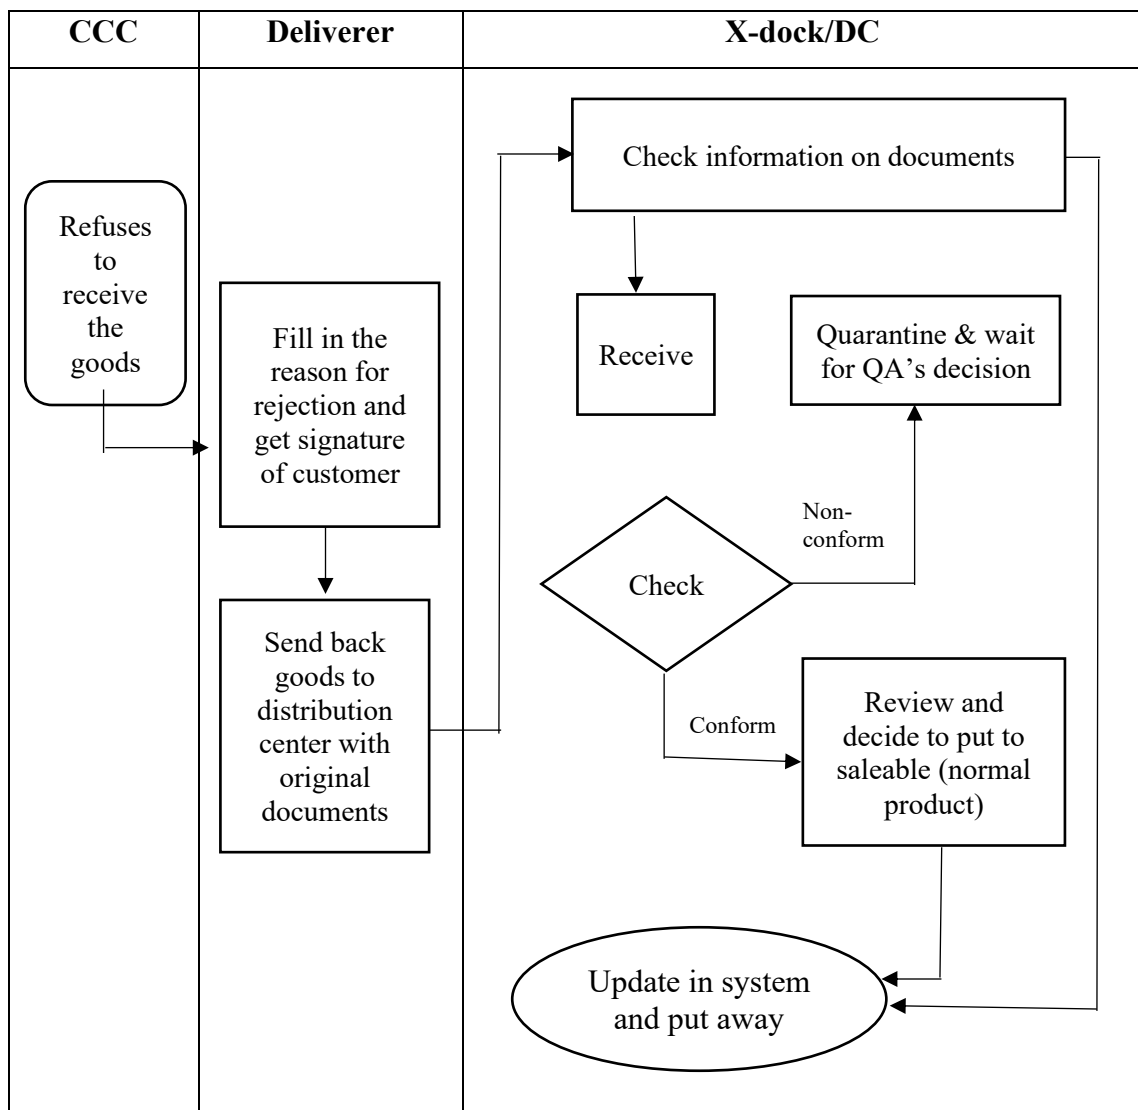 CCC
Deliverer
X-dock/DC
Refuses
to
receive
the
goods
Fill in the
reason for
rejection and
get signature
of customer
Send back
goods to
distribution
center with
original
documents
Check information on documents
Receive
Quarantine & wait
for QA’s decision
Check
Non-
conform
Conform
Review and
decide to put to
saleable (normal
product)
Update in system
and put away